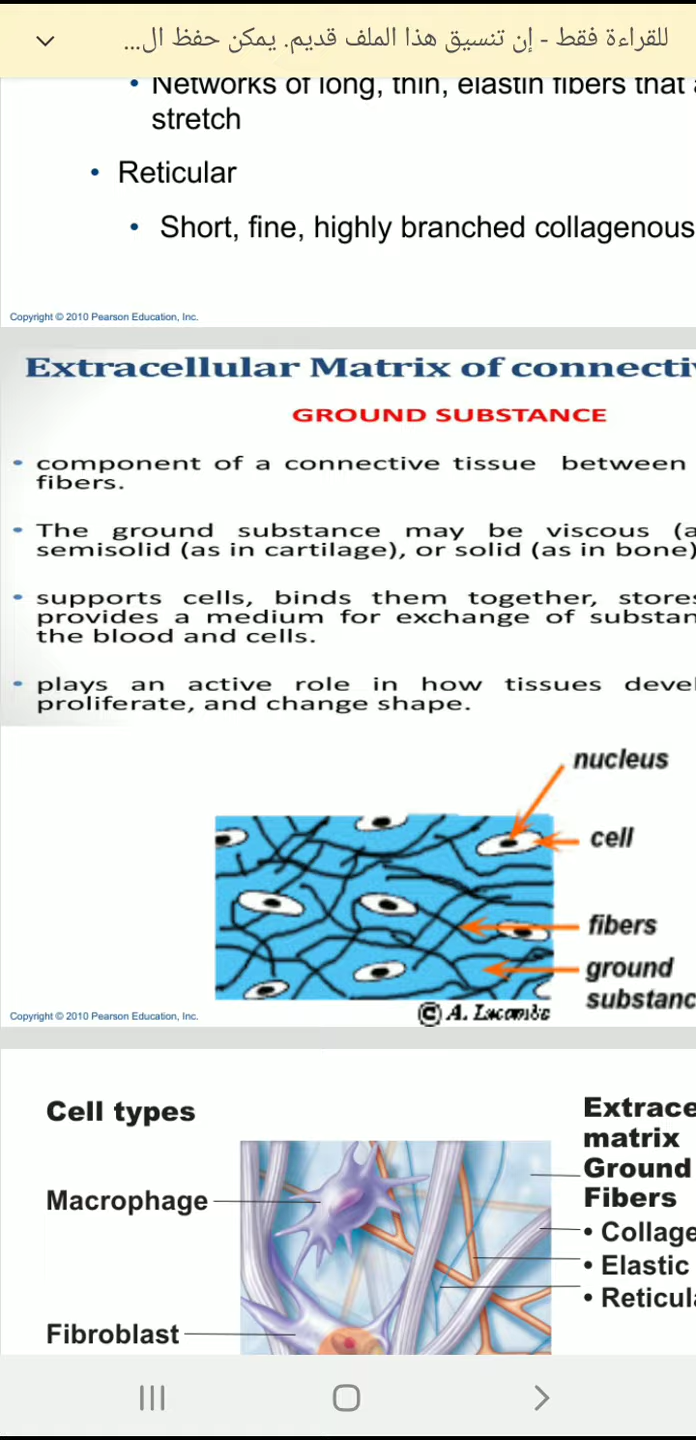 للقراءة فقط - إن تنسيق هذا الملف قديم. يمكن حفظ ال...
• Networks of long, thin, elastin fibers that
stretch
• Reticular
• Short, fine, highly branched collagenous
Copyright © 2010 Pearson Education, Inc.
Extracellular Matrix of connecti
GROUND SUBSTANCE
• component of a connective tissue between
fibers.
• The ground substance may be viscous (a
semisolid (as in cartilage), or solid (as in bone)
• supports cells, binds them together, stores
provides a medium for exchange of substan
the blood and cells.
• plays an active role in how tissues devel
proliferate, and change shape.
nucleus
cell
fibers
ground
substanc
© A. Lacombe
Copyright © 2010 Pearson Education, Inc.
Cell types
Extrace
matrix
Ground
Fibers
Macrophage
• Collage
• Elastic
• Reticula
Fibroblast